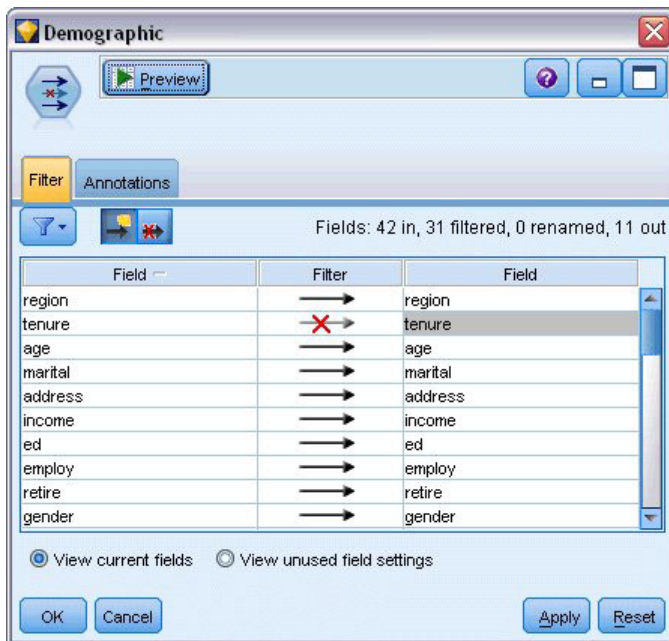 Demographic
Preview
Filter Annotations
Fields: 42 in, 31 filtered, 0 renamed, 11 out
Field Filter Field
region region
tenure tenure
age age
marital marital
address address
income income
ed ed
employ employ
retire retire
gender gender
View current fields View unused field settings
OK Cancel Apply Reset